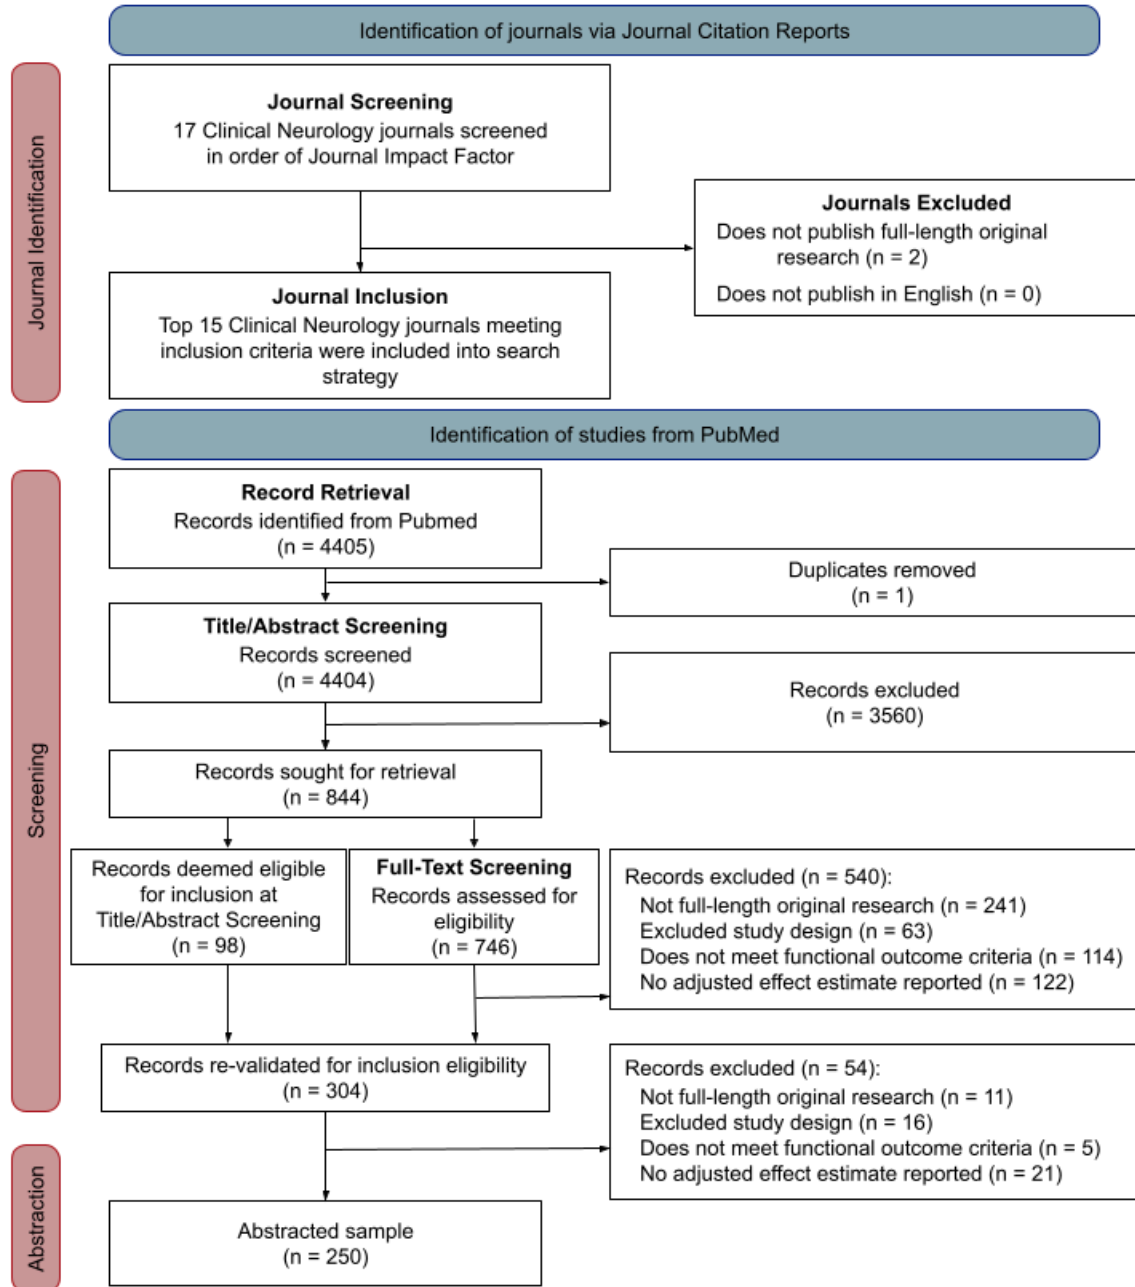 Identification of journals via Journal Citation Reports
Journal Identification
Journal Screening
17 Clinical Neurology journals screened
in order of Journal Impact Factor
Journals Excluded
Does not publish full-length original
research (n = 2)
Does not publish in English (n = 0)
Journal Inclusion
Top 15 Clinical Neurology journals meeting
inclusion criteria were included into search
strategy
Identification of studies from PubMed
Screening
Record Retrieval
Records identified from Pubmed
(n = 4405)
Duplicates removed
(n = 1)
Title/Abstract Screening
Records screened
(n = 4404)
Records excluded
(n = 3560)
Records sought for retrieval
(n = 844)
Records deemed eligible
for inclusion at
Title/Abstract Screening
(n = 98)
Full-Text Screening
Records assessed for
eligibility
(n = 746)
Records excluded (n = 540):
Not full-length original research (n = 241)
Excluded study design (n = 63)
Does not meet functional outcome criteria (n = 114)
No adjusted effect estimate reported (n = 122)
Records re-validated for inclusion eligibility
(n = 304)
Records excluded (n = 54):
Not full-length original research (n = 11)
Excluded study design (n = 16)
Does not meet functional outcome criteria (n = 5)
No adjusted effect estimate reported (n = 21)
Abstraction
Abstracted sample
(n = 250)